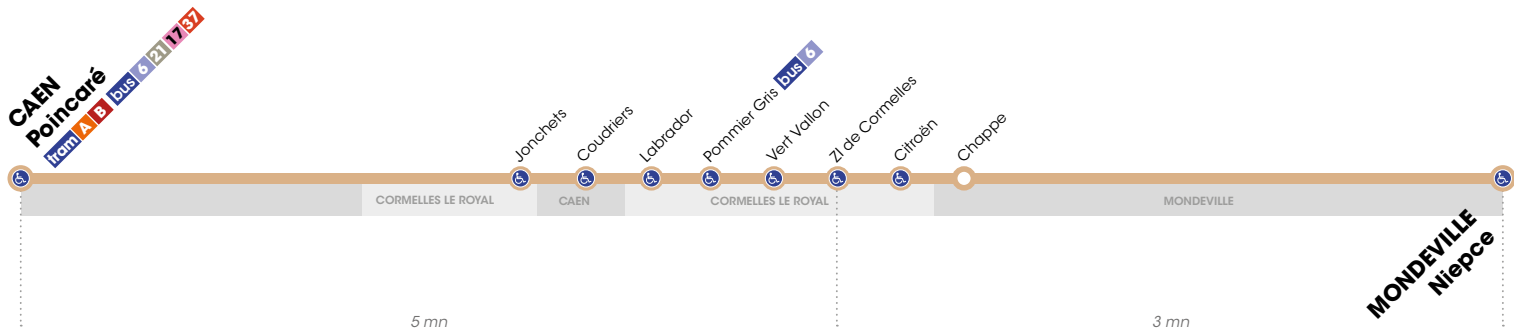 CAEN
Poincaré
tram A B bus 6 21 17 37
Jonchets
Coudriers
Labrador
Pommier Gris bus 6
Vert Vallon
ZI de Cormelles
Citroën
Chappe
CORMELLES LE ROYAL
CAEN
CORMELLES LE ROYAL
MONDEVILLE
MONDEVILLE
Niepce
5 mn
3 mn